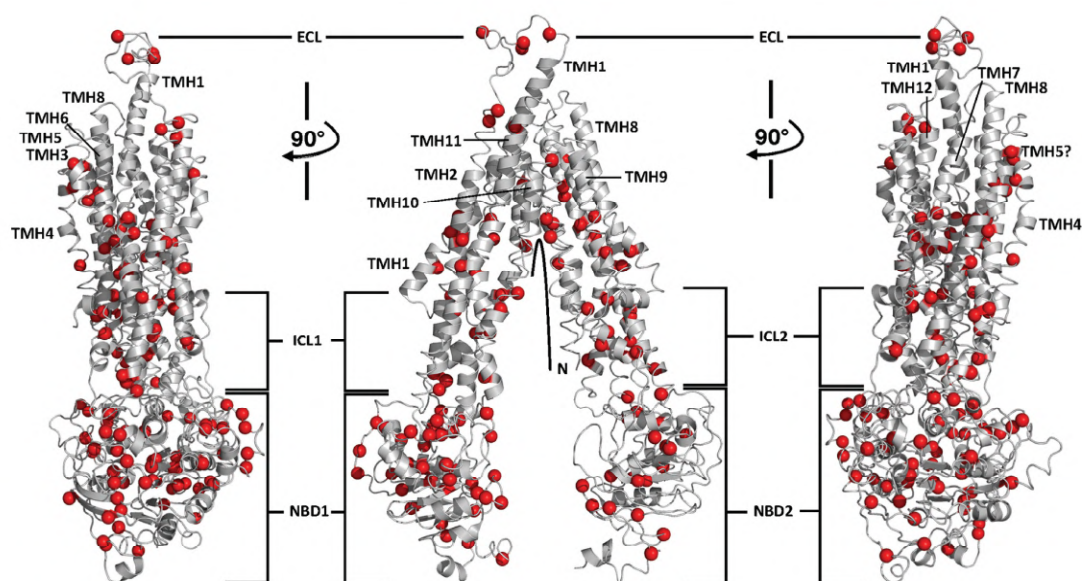 ECL
ECL
TMH1
TMH8
TMH6
TMH5
TMH3
TMH4
90°
TMH1
TMH8
TMH11
TMH2
TMH9
TMH10
TMH1
N
90°
TMH1
TMH7
TMH12
TMH8
TMH5?
TMH4
ICL1
ICL2
NBD1
NBD2